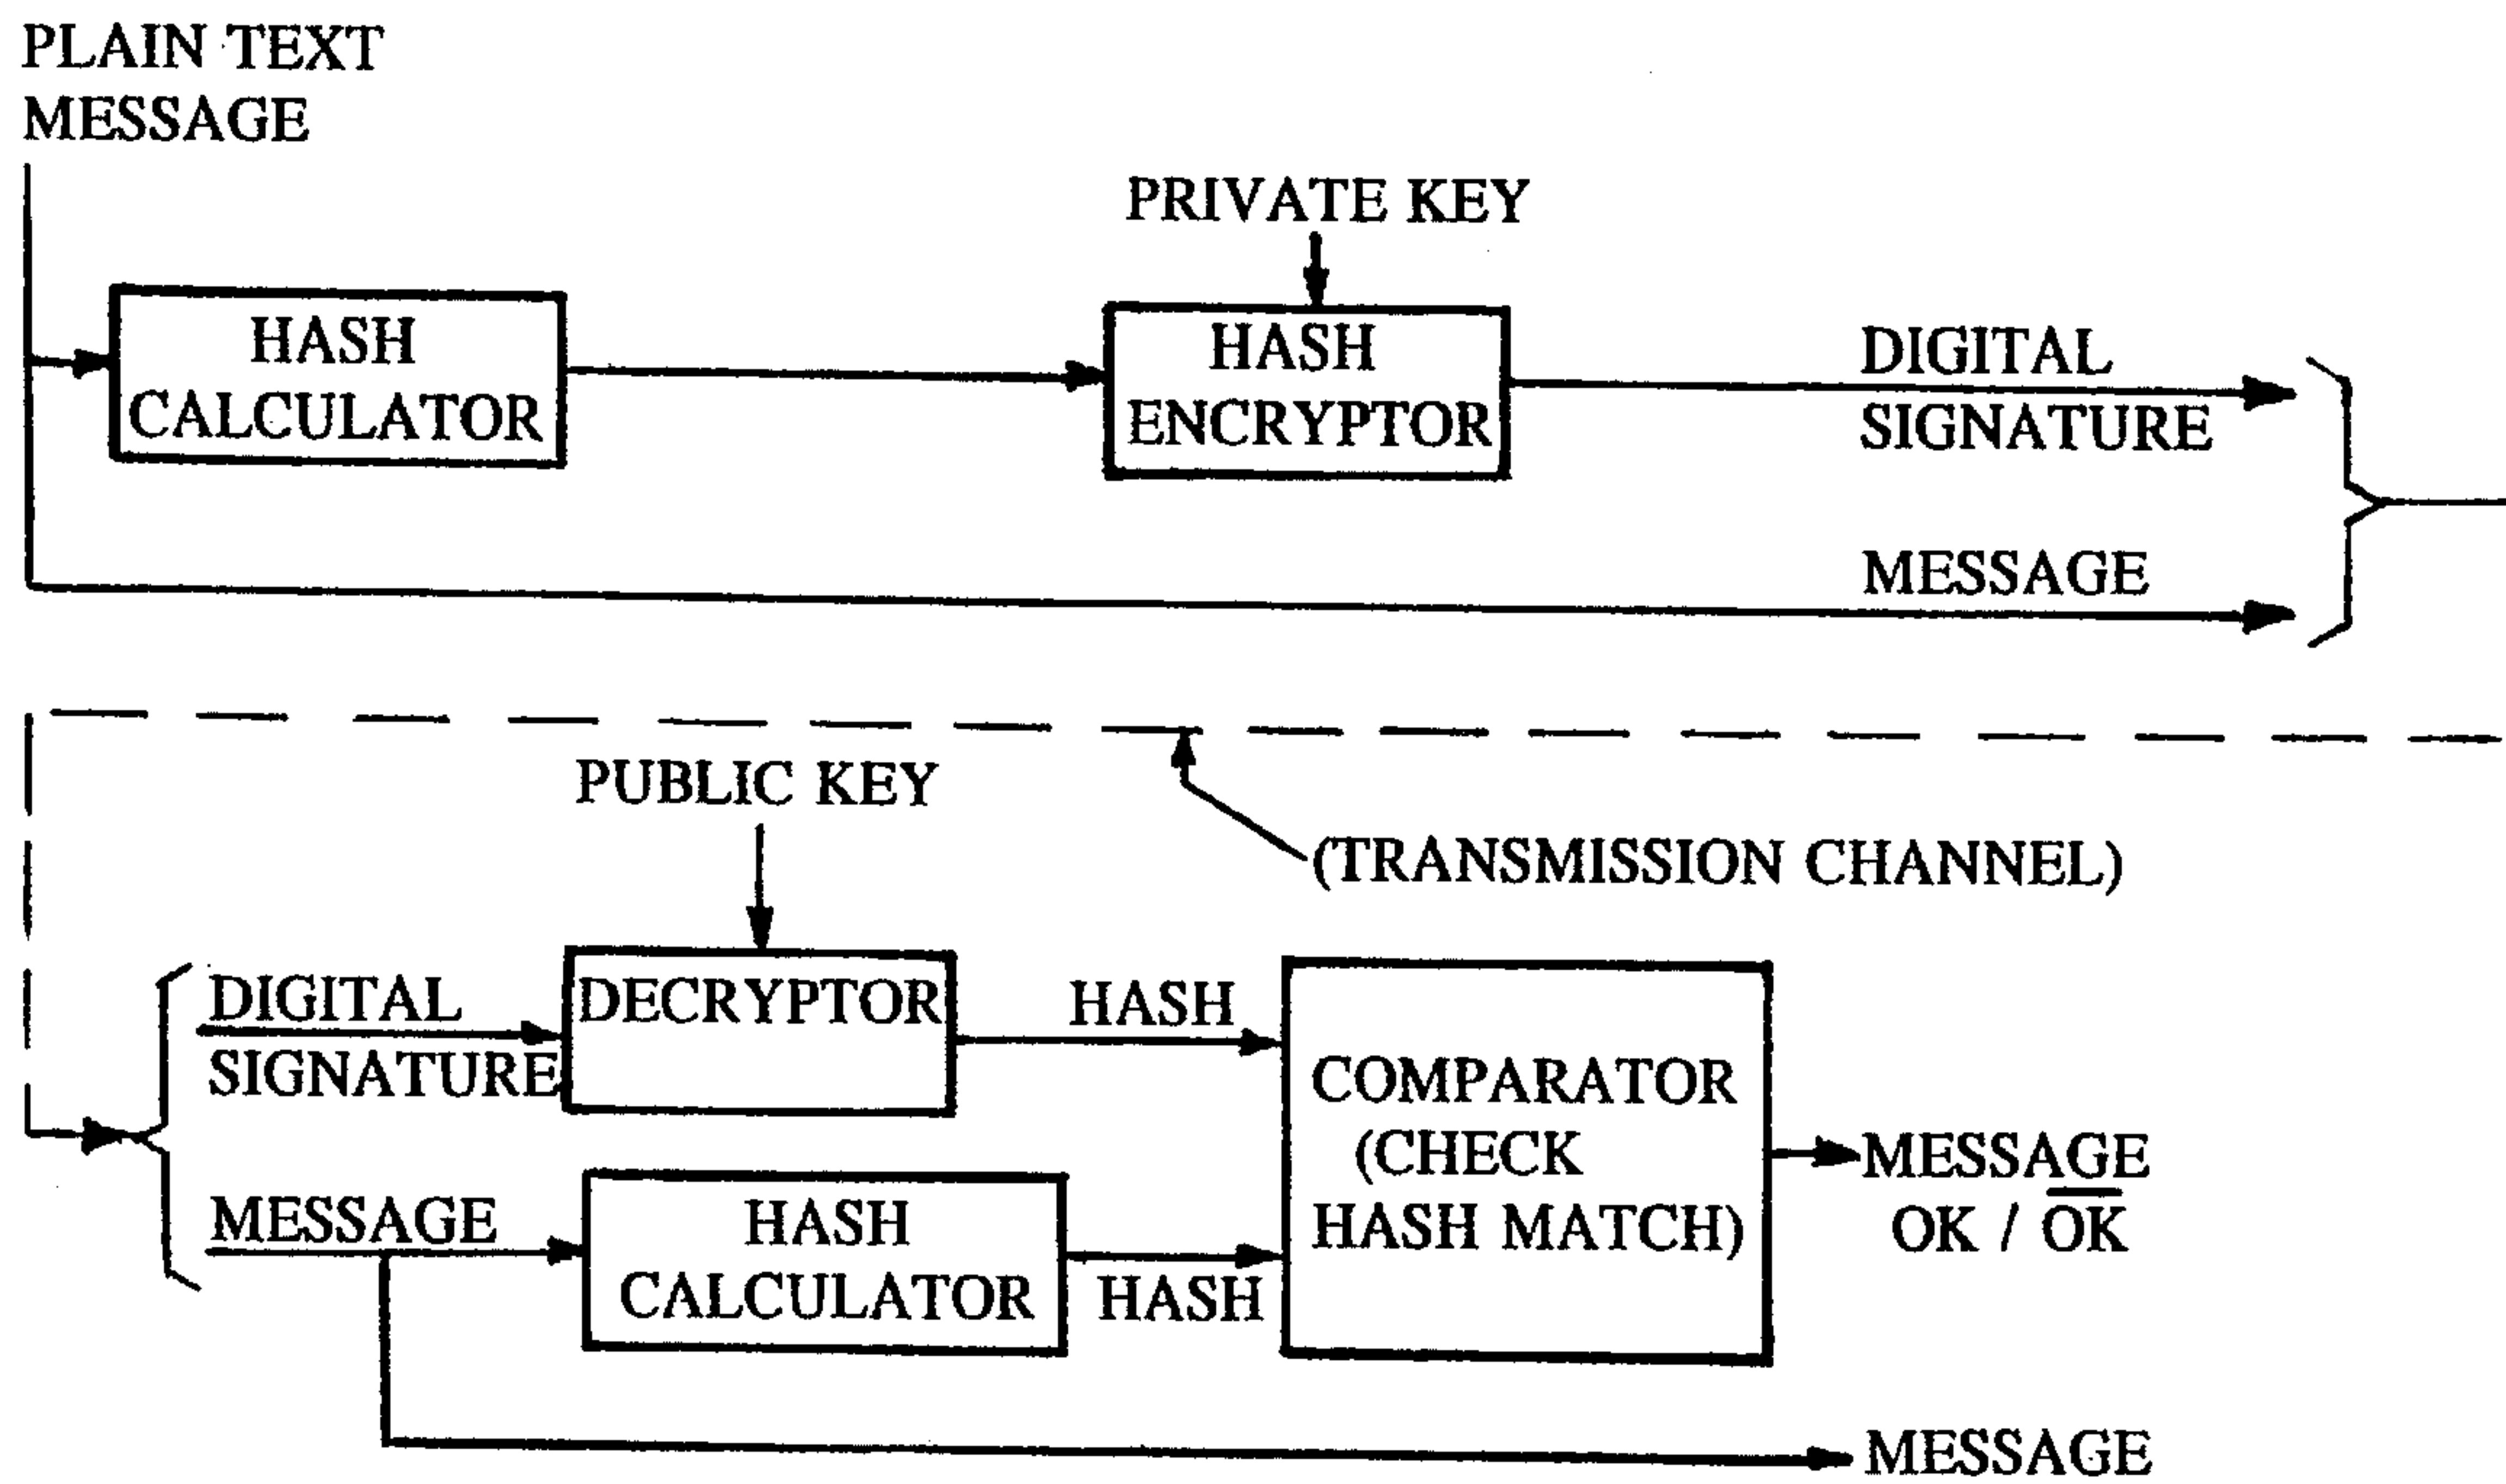 PLAIN TEXT
MESSAGE
PRIVATE KEY
HASH
CALCULATOR
HASH
ENCRYPTOR
DIGITAL
SIGNATURE
MESSAGE
PUBLIC KEY
(TRANSMISSION CHANNEL)
DIGITAL
SIGNATURE
DECRYPTOR
HASH
COMPARATOR
(CHECK
HASH MATCH)
MESSAGE
OK / O̅K̅
MESSAGE
HASH
CALCULATOR
HASH
MESSAGE